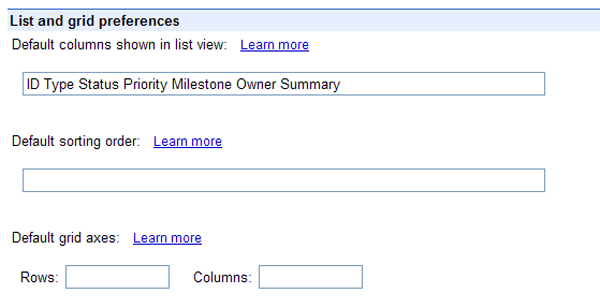 List and grid preferences
Default columns shown in list view: Learn more
ID Type Status Priority Milestone Owner Summary
Default sorting order: Learn more
Default grid axes: Learn more
Rows: Columns: